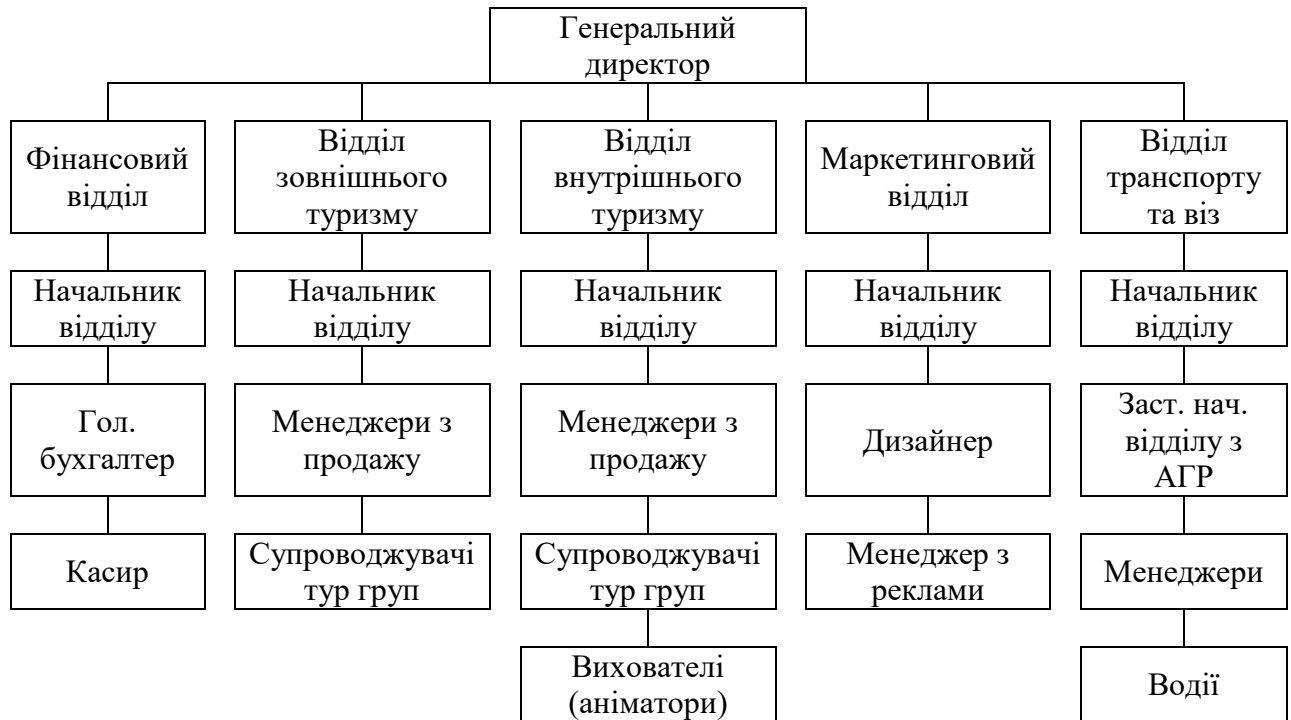 Генеральний
директор
Фінансовий
відділ
Відділ
зовнішнього
туризму
Відділ
внутрішнього
туризму
Маркетинговий
відділ
Відділ
транспорту
та віз
Начальник
відділу
Начальник
відділу
Начальник
відділу
Начальник
відділу
Начальник
відділу
Гол.
бухгалтер
Менеджери з
продажу
Менеджери з
продажу
Дизайнер
Заст. нач.
відділу з
АГР
Касир
Супроводжувачі
тур груп
Супроводжувачі
тур груп
Менеджер з
реклами
Менеджери
Вихователі
(аніматори)
Водії